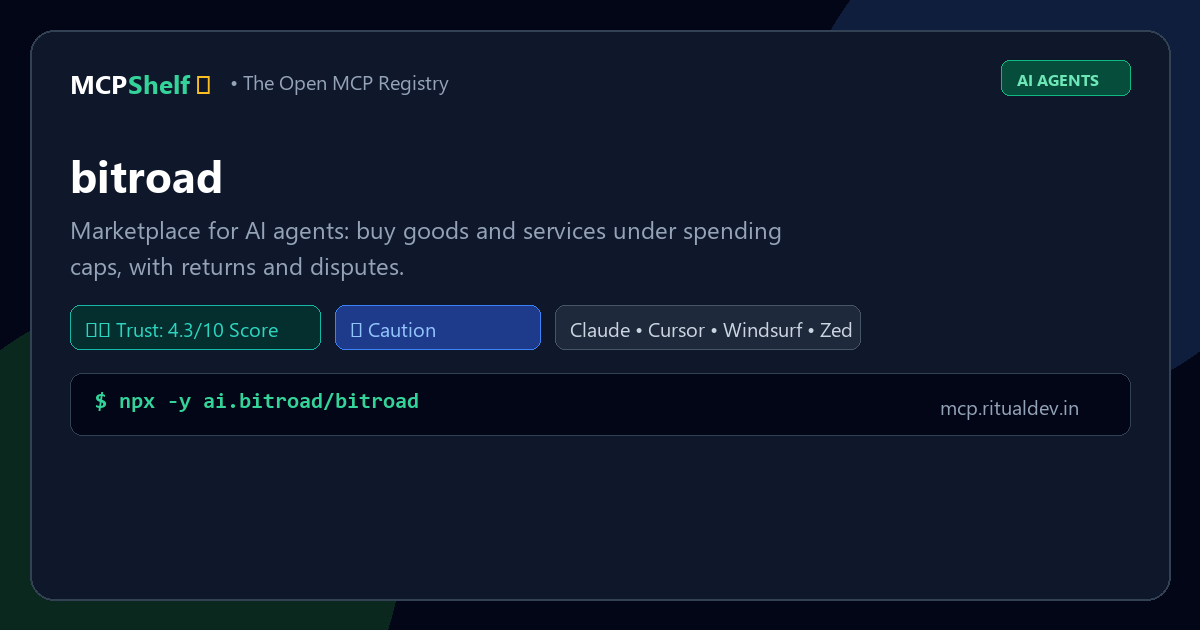 MCPShelf • The Open MCP Registry
AI AGENTS
bitroad
Marketplace for AI agents: buy goods and services under spending
caps, with returns and disputes.
Trust: 4.3/10 Score
Caution
Claude • Cursor • Windsurf • Zed
$ npx -y ai.bitroad/bitroad
mcp.ritualdev.in